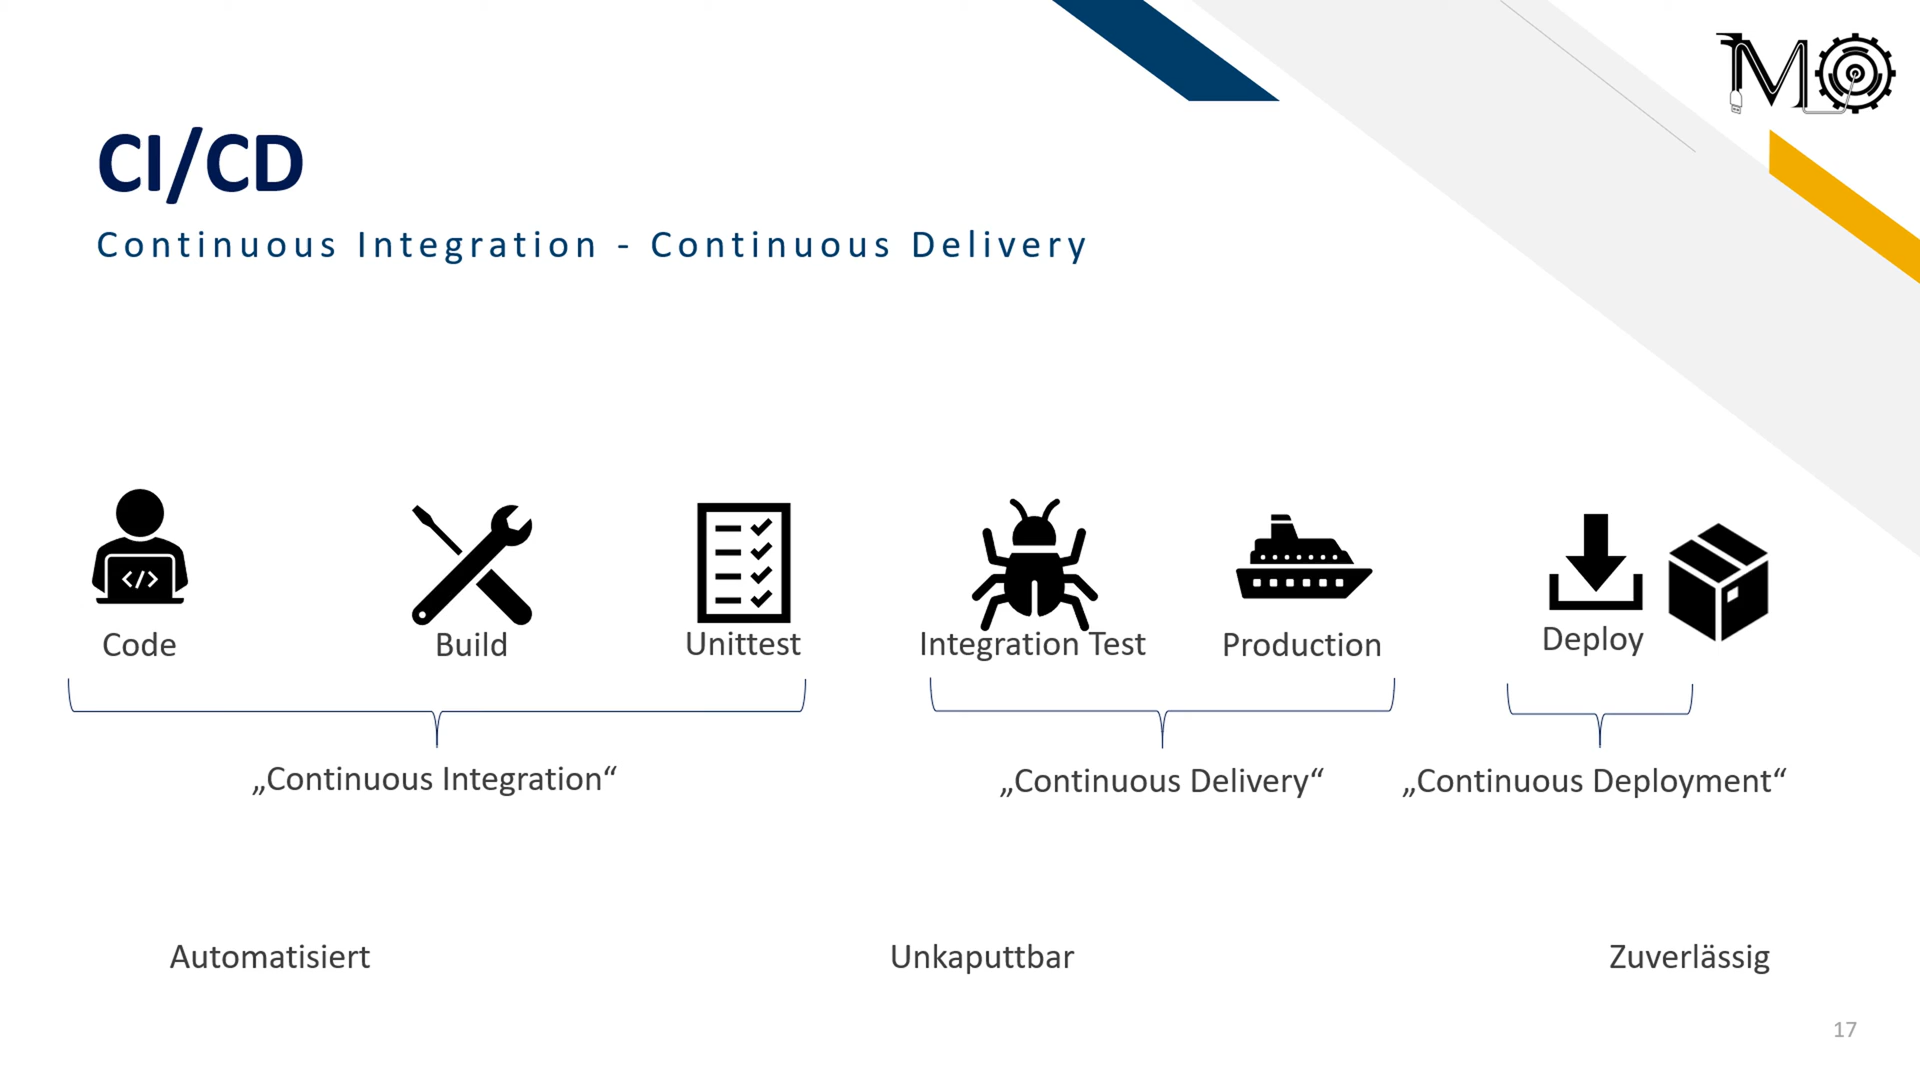 MO
CI/CD
Continuous Integration - Continuous Delivery
</>
Code
Build
Unittest
Integration Test
Production
Deploy
„Continuous Integration“
„Continuous Delivery“
„Continuous Deployment“
Automatisiert
Unkaputtbar
Zuverlässig
17